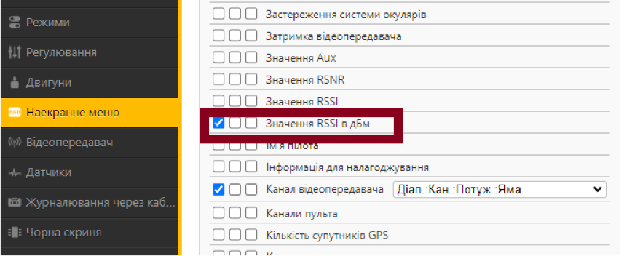 Режими
Регулювання
Двигуни
Наекранне меню
Відеопередавач
Датчики
Журналювання через каб...
Чорна скриня
Застереження системи окулярів
Затримка відеопередавача
Значення Aux
Значення RSNR
Значення RSSI
Значення RSSI в дБм
Ім'я пілота
Інформація для налагоджування
Канал відеопередавача Діап :Кан :Потуж :Яма
Канали пульта
Кількість супутників GPS